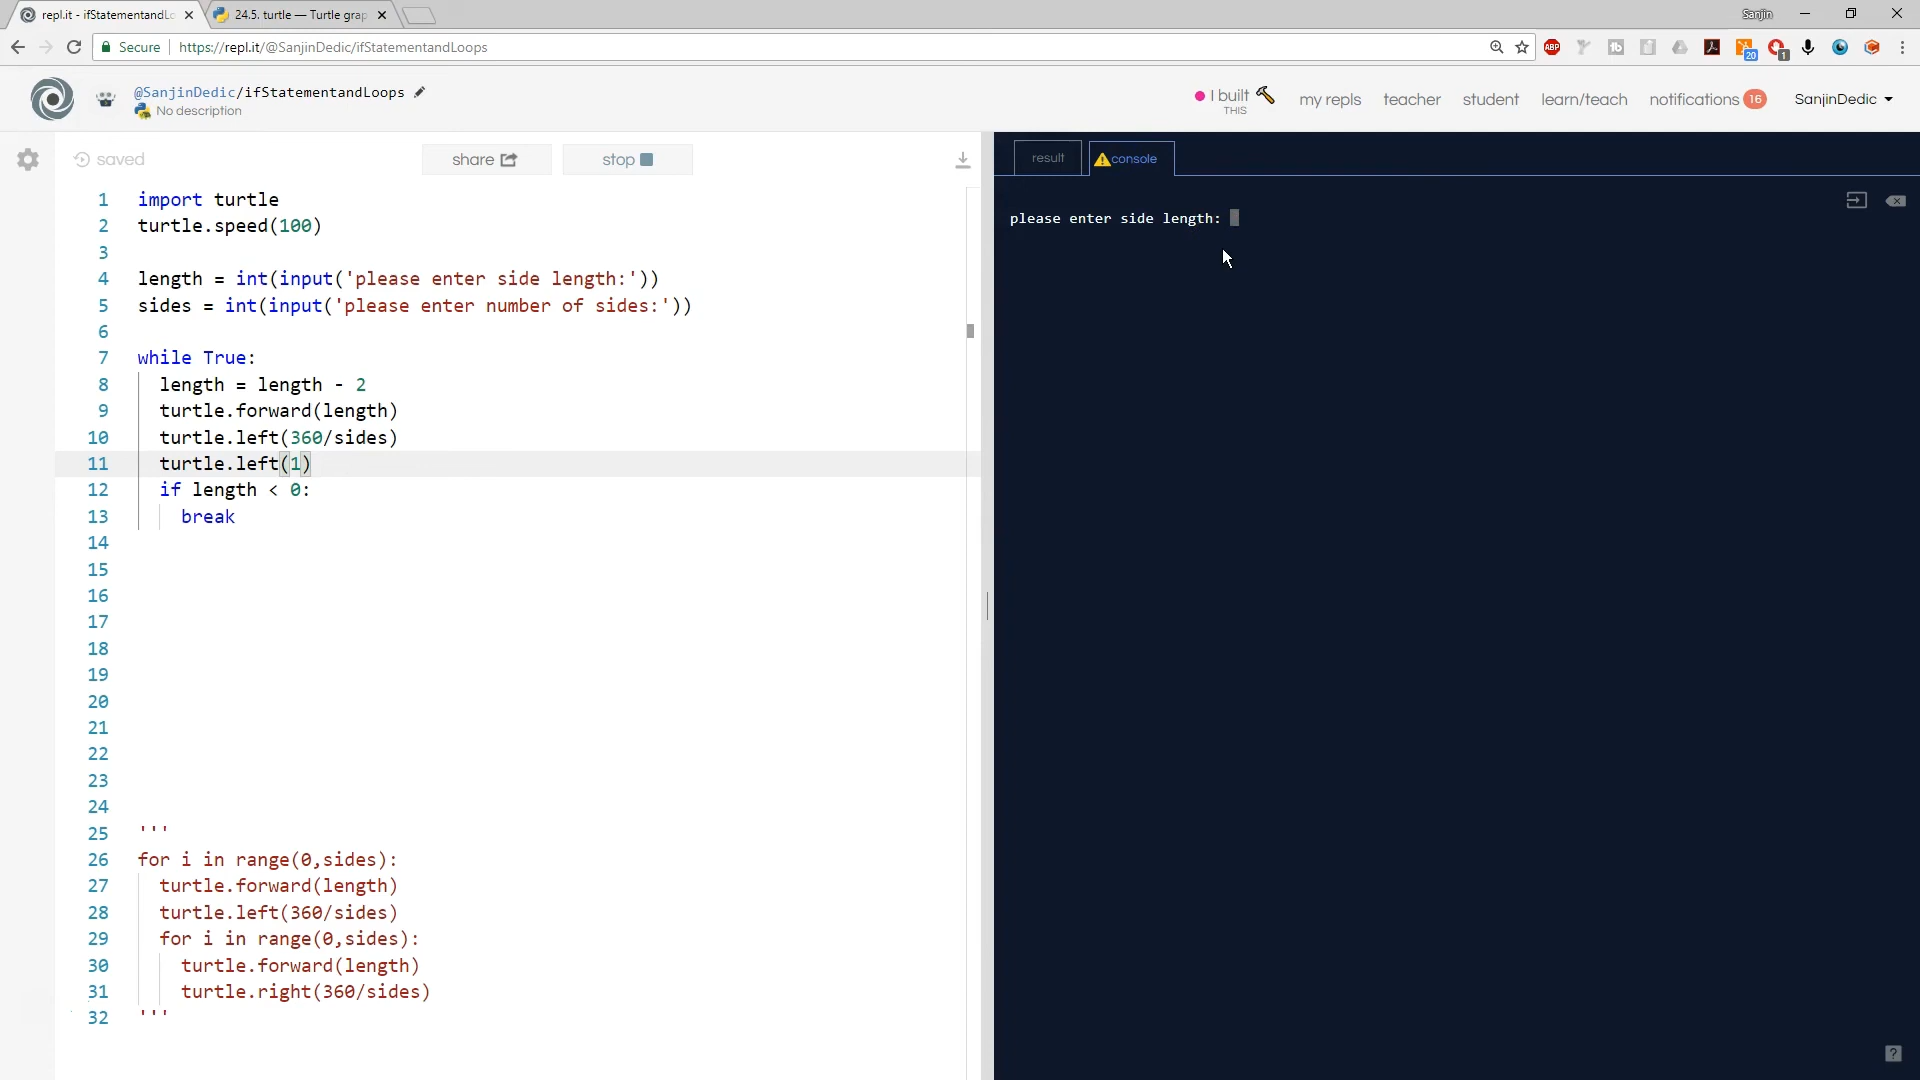 repl.it - ifStatementandLo
24.5. turtle — Turtle grap
Sanjin
Secure
https://repl.it/@SanjinDedic/ifStatementandLoops
ABP
tb
20
1
@SanjinDedic/ifStatementandLoops
No description
I built
THIS
my repls
teacher
student
learn/teach
notifications 16
SanjinDedic
saved
share
stop
result
console
1 import turtle
2 turtle.speed(100)
3
4 length = int(input('please enter side length:'))
5 sides = int(input('please enter number of sides:'))
6
7 while True:
8 length = length - 2
9 turtle.forward(length)
10 turtle.left(360/sides)
11 turtle.left(1)
12 if length < 0:
13 break
14
15
16
17
18
19
20
21
22
23
24
25 '''
26 for i in range(0,sides):
27 turtle.forward(length)
28 turtle.left(360/sides)
29 for i in range(0,sides):
30 turtle.forward(length)
31 turtle.right(360/sides)
32 '''
please enter side length:
?